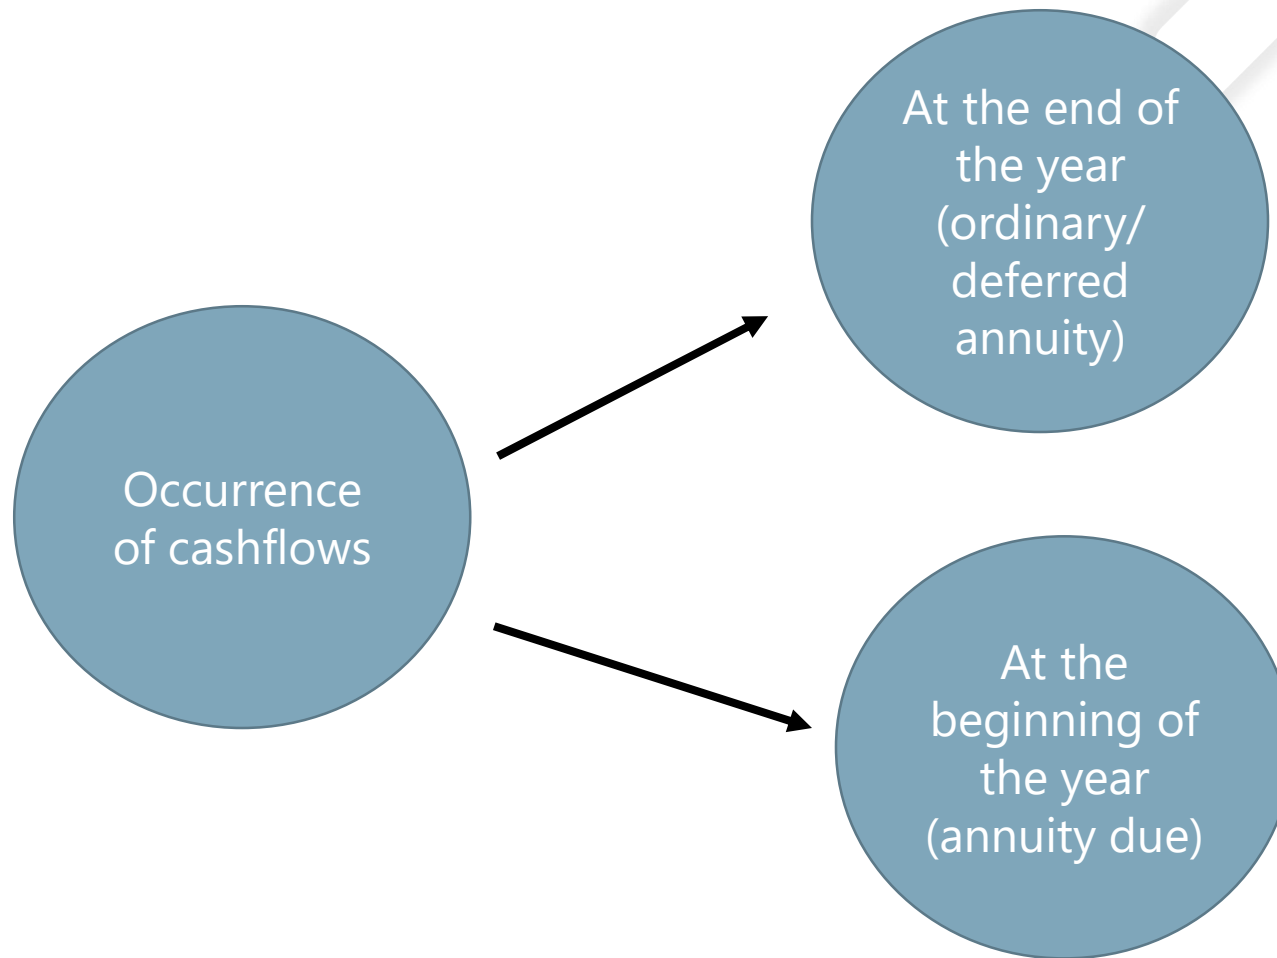 Occurrence
of cashflows
At the end of
the year
(ordinary/
deferred
annuity)
At the
beginning of
the year
(annuity due)